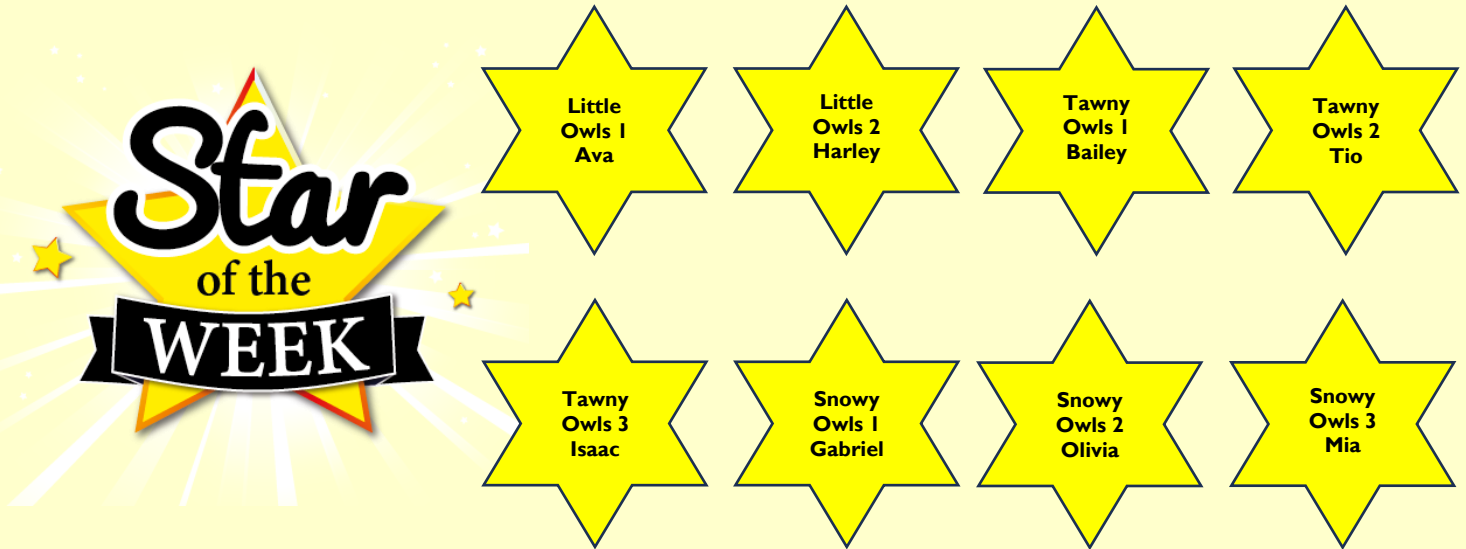 Star
of the
WEEK
Little
Owls 1
Ava
Little
Owls 2
Harley
Tawny
Owls 1
Bailey
Tawny
Owls 2
Tio
Tawny
Owls 3
Isaac
Snowy
Owls 1
Gabriel
Snowy
Owls 2
Olivia
Snowy
Owls 3
Mia